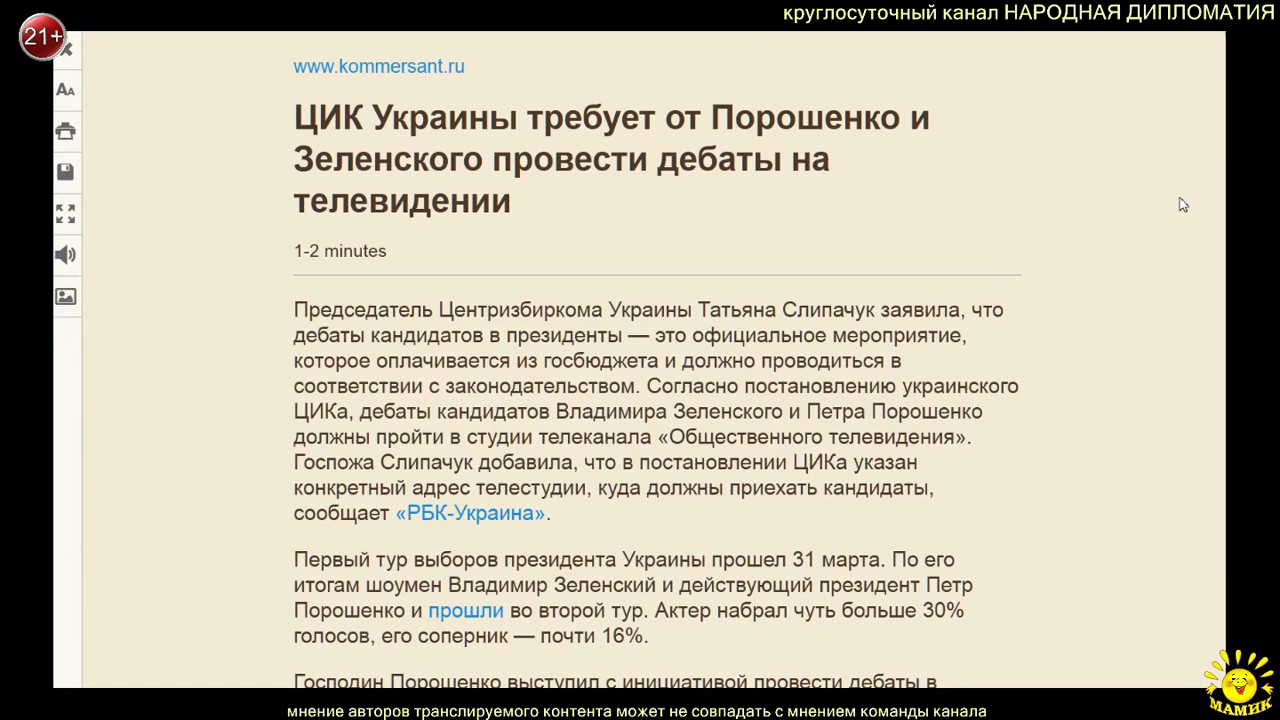 круглосуточный канал НАРОДНАЯ ДИПЛОМАТИЯ
21+
www.kommersant.ru
ЦИК Украины требует от Порошенко и
Зеленского провести дебаты на
телевидении
1-2 minutes
Председатель Центризбиркома Украины Татьяна Слипачук заявила, что
дебаты кандидатов в президенты — это официальное мероприятие,
которое оплачивается из госбюджета и должно проводиться в
соответствии с законодательством. Согласно постановлению украинского
ЦИКа, дебаты кандидатов Владимира Зеленского и Петра Порошенко
должны пройти в студии телеканала «Общественного телевидения».
Госпожа Слипачук добавила, что в постановлении ЦИКа указан
конкретный адрес телестудии, куда должны приехать кандидаты,
сообщает «РБК-Украина».
Первый тур выборов президента Украины прошел 31 марта. По его
итогам шоумен Владимир Зеленский и действующий президент Петр
Порошенко и прошли во второй тур. Актер набрал чуть больше 30%
голосов, его соперник — почти 16%.
Господин Порошенко выступил с инициативой провести дебаты в
МАМИК
мнение авторов транслируемого контента может не совпадать с мнением команды канала